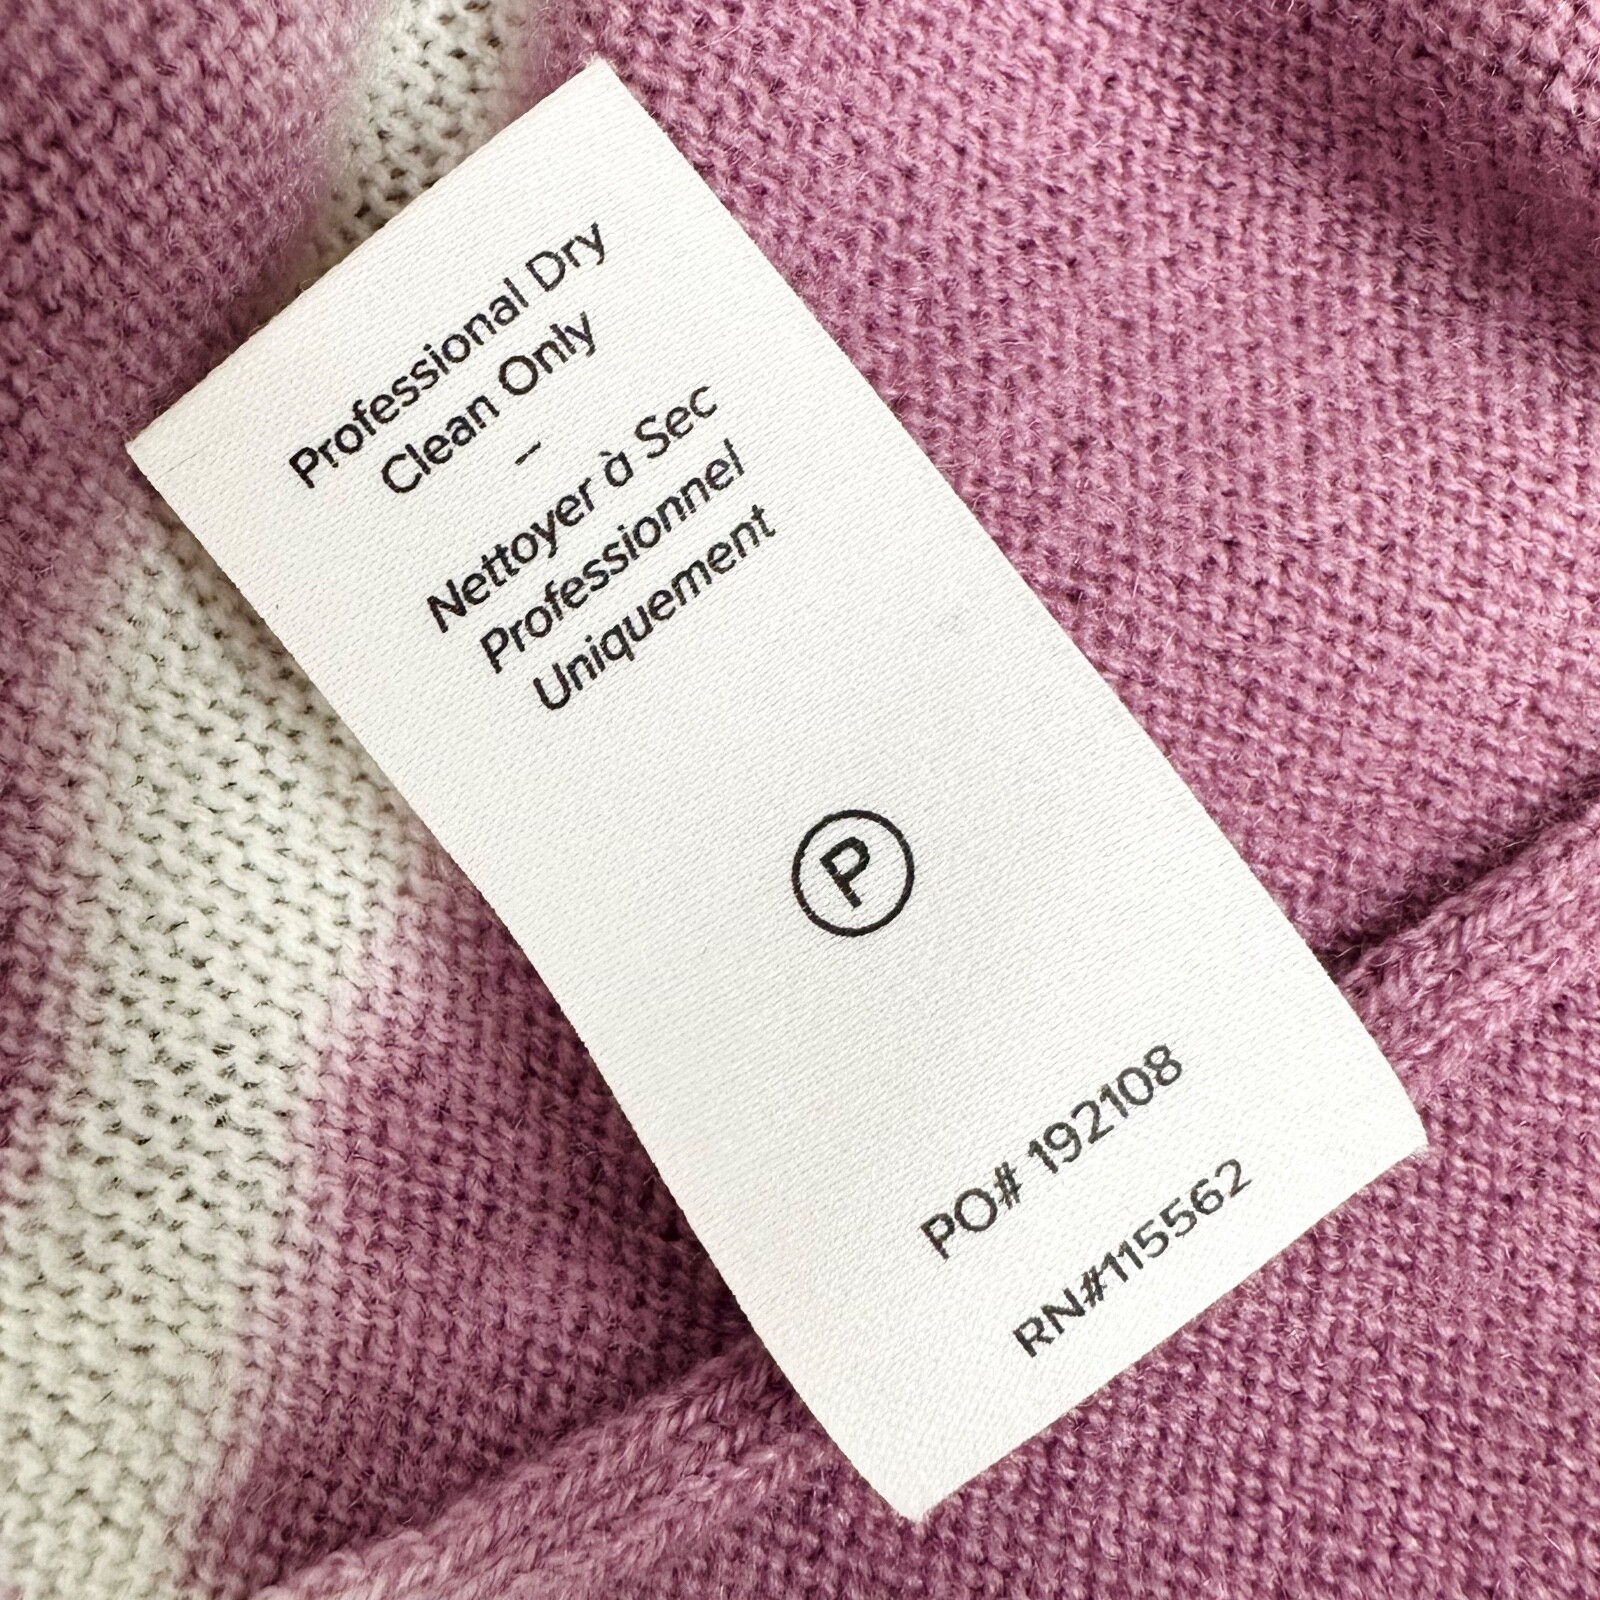 Professional Dry
Clean Only
–
Nettoyer à Sec
Professionnel
Uniquement
P
PO# 192108
RN#115562